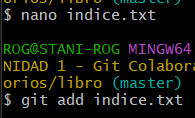 $ nano indice.txt
ROG@STANI-ROG MINGW64
NIDAD 1 - Git Colabora
orios/libro (master)
$ git add indice.txt